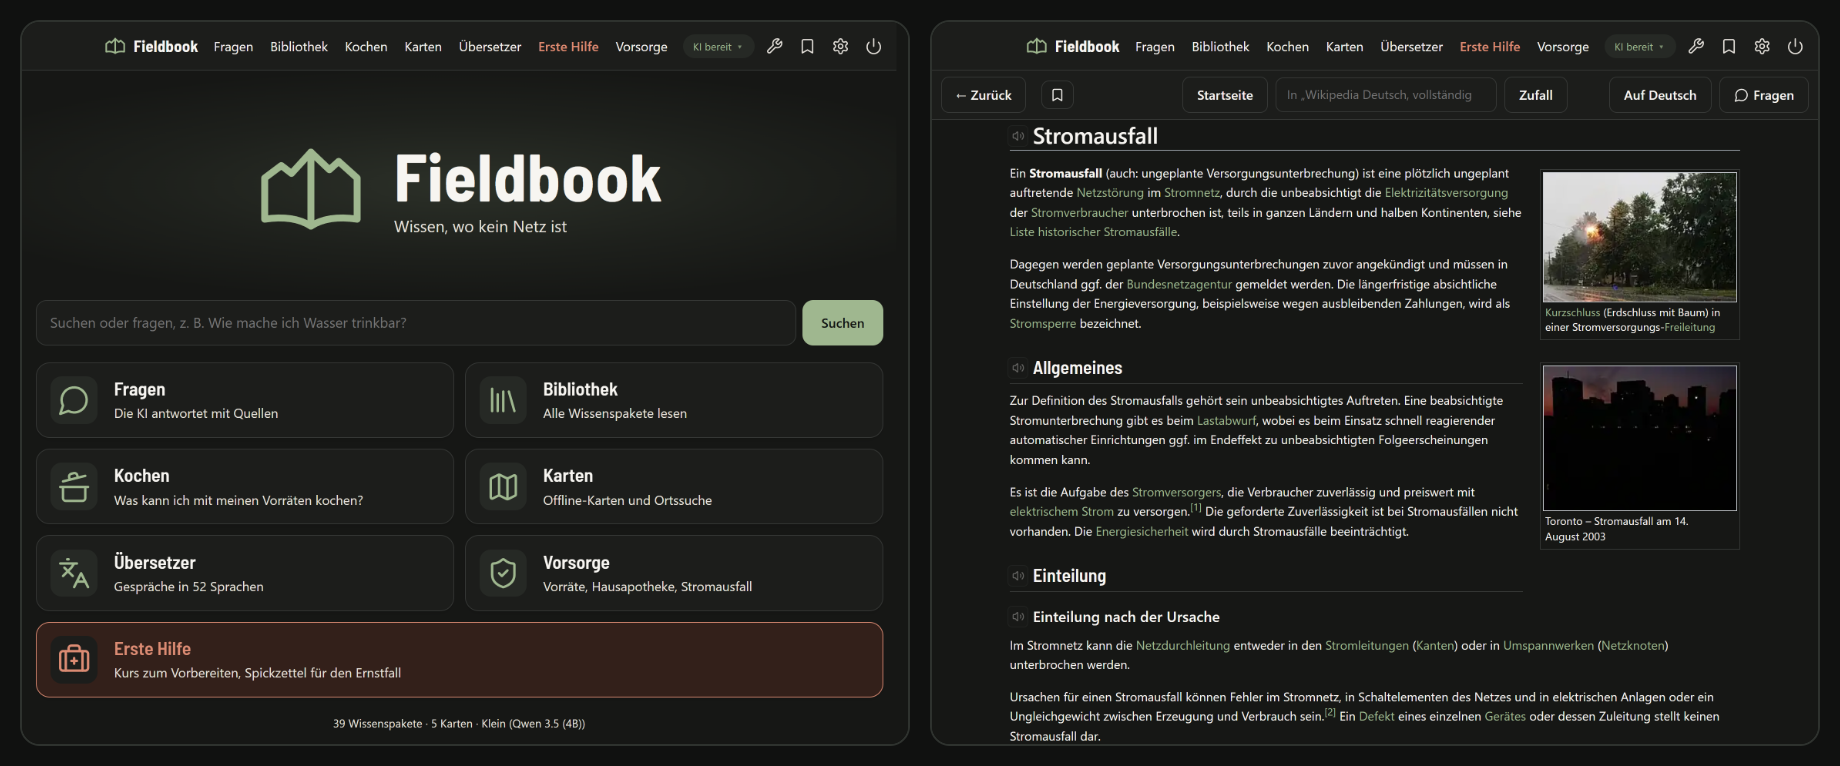 Fieldbook Fragen Bibliothek Kochen Karten Übersetzer Erste Hilfe Vorsorge KI bereit
Fieldbook
Wissen, wo kein Netz ist
Suchen oder fragen, z. B. Wie mache ich Wasser trinkbar?
Suchen
Fragen
Die KI antwortet mit Quellen
Bibliothek
Alle Wissenspakete lesen
Kochen
Was kann ich mit meinen Vorräten kochen?
Karten
Offline-Karten und Ortssuche
Übersetzer
Gespräche in 52 Sprachen
Vorsorge
Vorräte, Hausapotheke, Stromausfall
Erste Hilfe
Kurs zum Vorbereiten, Spickzettel für den Ernstfall
39 Wissenspakete · 5 Karten · Klein (Qwen 3.5 (4B))
Fieldbook Fragen Bibliothek Kochen Karten Übersetzer Erste Hilfe Vorsorge KI bereit
← Zurück
Startseite
In „Wikipedia Deutsch, vollständig
Zufall
Auf Deutsch
Fragen
Stromausfall
Ein Stromausfall (auch: ungeplante Versorgungsunterbrechung) ist eine plötzlich ungeplant
auftretende Netzstörung im Stromnetz, durch die unbeabsichtigt die Elektrizitätsversorgung
der Stromverbraucher unterbrochen ist, teils in ganzen Ländern und halben Kontinenten, siehe
Liste historischer Stromausfälle.
Dagegen werden geplante Versorgungsunterbrechungen zuvor angekündigt und müssen in
Deutschland ggf. der Bundesnetzagentur gemeldet werden. Die längerfristige absichtliche
Einstellung der Energieversorgung, beispielsweise wegen ausbleibenden Zahlungen, wird als
Stromsperre bezeichnet.
Kurzschluss (Erdschluss mit Baum) in
einer Stromversorgungs-Freileitung
Allgemeines
Zur Definition des Stromausfalls gehört sein unbeabsichtigtes Auftreten. Eine beabsichtigte
Stromunterbrechung gibt es beim Lastabwurf, wobei es beim Einsatz schnell reagierender
automatischer Einrichtungen ggf. im Endeffekt zu unbeabsichtigten Folgeerscheinungen
kommen kann.
Es ist die Aufgabe des Stromversorgers, die Verbraucher zuverlässig und preiswert mit
elektrischem Strom zu versorgen.[1] Die geforderte Zuverlässigkeit ist bei Stromausfällen nicht
vorhanden. Die Energiesicherheit wird durch Stromausfälle beeinträchtigt.
Toronto – Stromausfall am 14.
August 2003
Einteilung
Einteilung nach der Ursache
Im Stromnetz kann die Netzdurchleitung entweder in den Stromleitungen (Kanten) oder in Umspannwerken (Netzknoten)
unterbrochen werden.
Ursachen für einen Stromausfall können Fehler im Stromnetz, in Schaltelementen des Netzes und in elektrischen Anlagen oder ein
Ungleichgewicht zwischen Erzeugung und Verbrauch sein.[2] Ein Defekt eines einzelnen Gerätes oder dessen Zuleitung stellt keinen
Stromausfall dar.